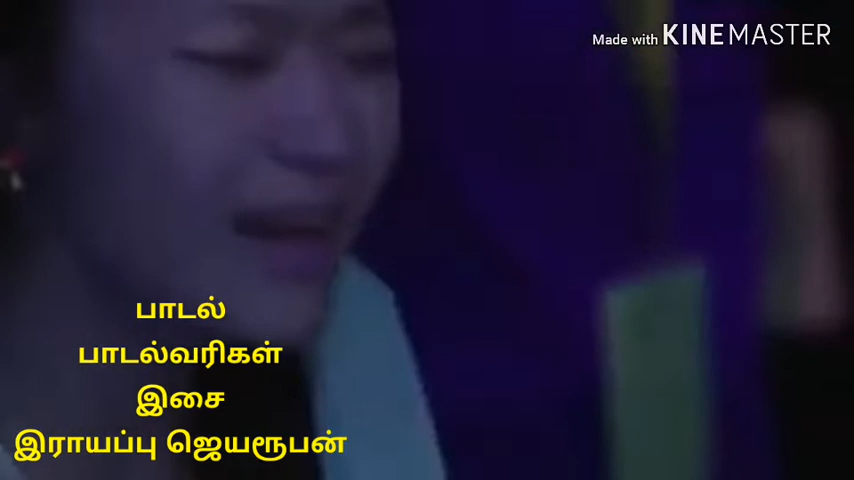 Made with KINEMASTER
பாடல்
பாடல்வரிகள்
இசை
இராயப்பு ஜெயரூபன்